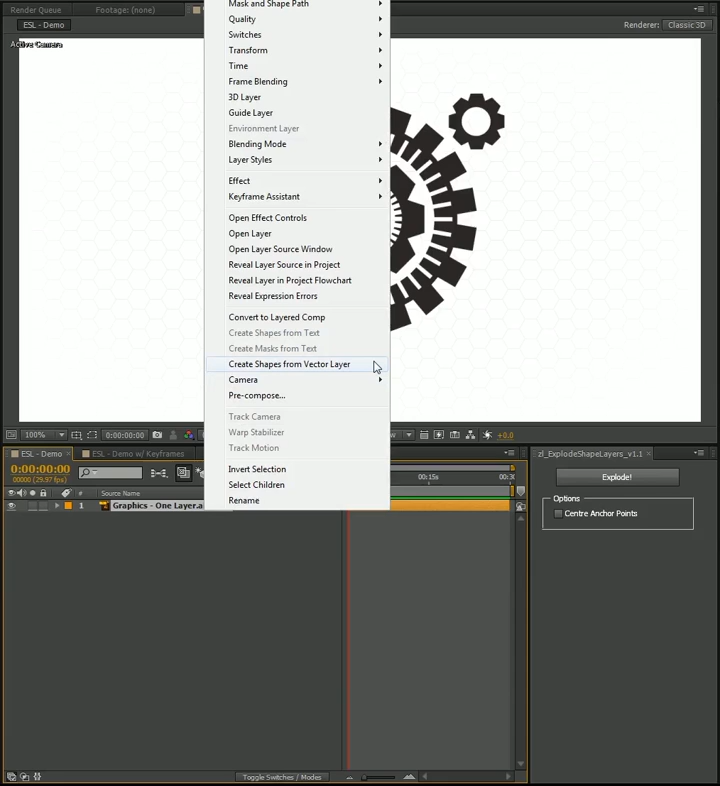 Render Queue
Footage: (none)
ESL - Demo
Renderer: Classic 3D
Active Camera
Mask and Shape Path
Quality
Switches
Transform
Time
Frame Blending
3D Layer
Guide Layer
Environment Layer
Blending Mode
Layer Styles
Effect
Keyframe Assistant
Open Effect Controls
Open Layer
Open Layer Source Window
Reveal Layer Source in Project
Reveal Layer in Project Flowchart
Reveal Expression Errors
Convert to Layered Comp
Create Shapes from Text
Create Masks from Text
Create Shapes from Vector Layer
Camera
Pre-compose...
Track Camera
Warp Stabilizer
Track Motion
Invert Selection
Select Children
Rename
100%
0:00:00:00
+0.0
ESL - Demo
ESL - Demo w/ Keyframes
0:00:00:00
00000 (29.97 fps)
00:15s
00:30
# Source Name
1 Graphics - One Layer.a
Toggle Switches / Modes
zl_ExplodeShapeLayers_v1.1
Explode!
Options
Centre Anchor Points